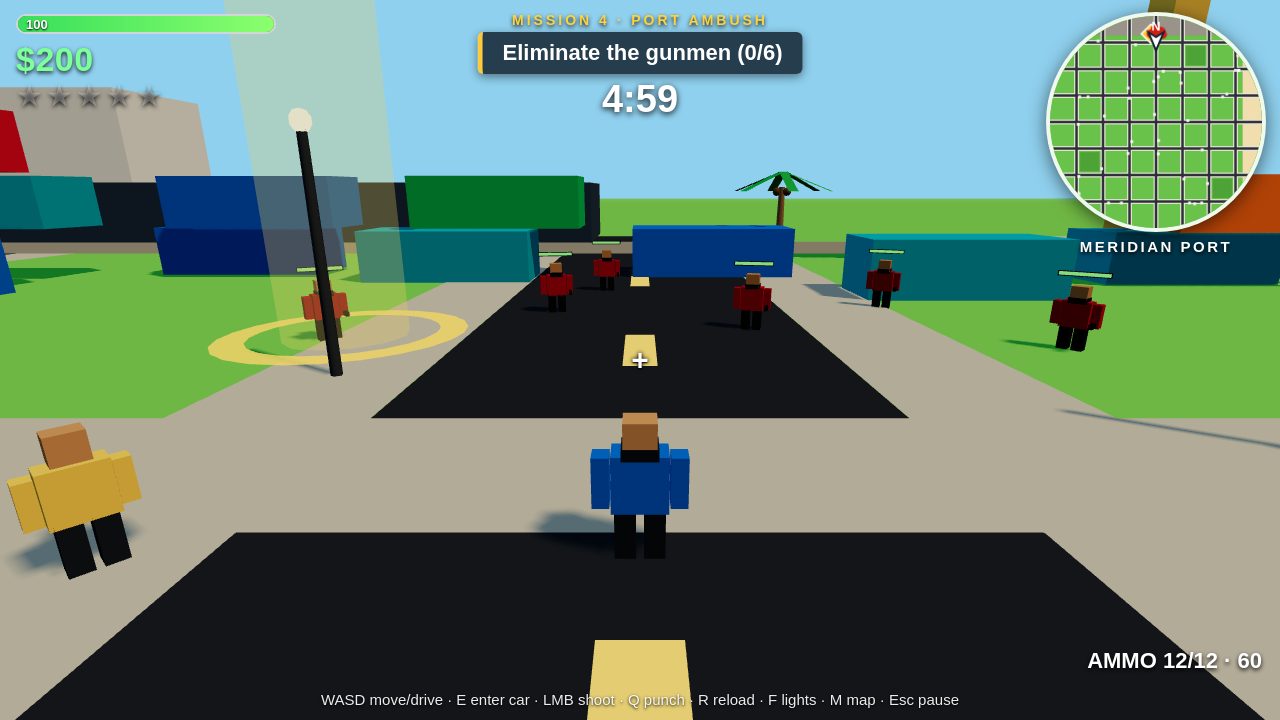 100
$200
MISSION 4 · PORT AMBUSH
Eliminate the gunmen (0/6)
4:59
N
MERIDIAN PORT
+
AMMO 12/12 · 60
WASD move/drive · E enter car · LMB shoot · Q punch · R reload · F lights · M map · Esc pause